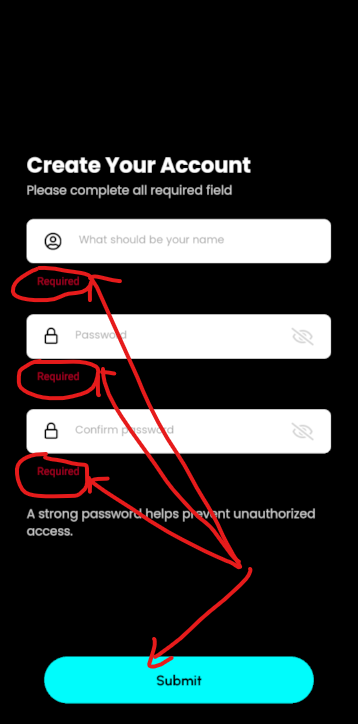 Create Your Account
Please complete all required field
What should be your name
Required
Password
Required
Confirm password
Required
A strong password helps prevent unauthorized
access.
Submit